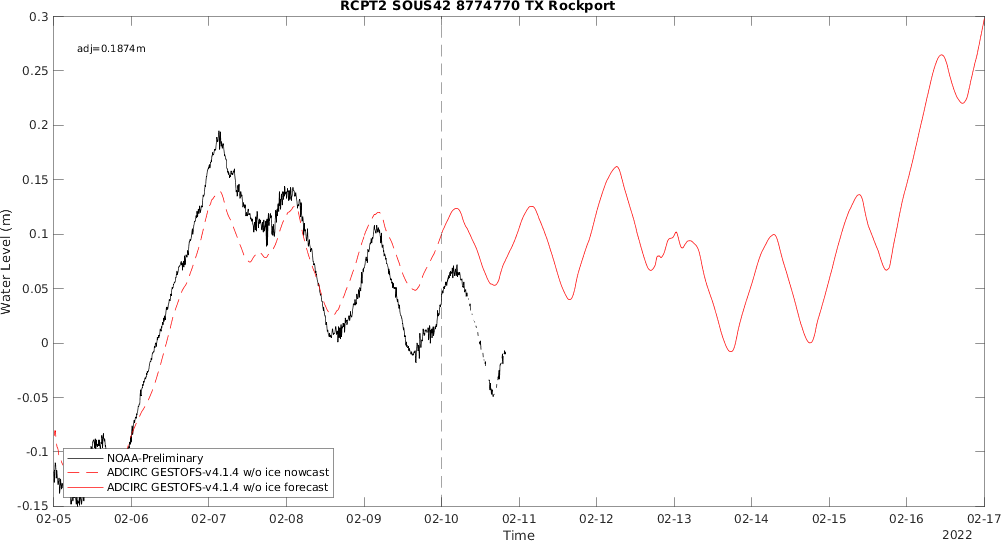 RCPT2 SOUS42 8774770 TX Rockport
adj=0.1874m
0.3
0.25
0.2
0.15
0.1
0.05
0
-0.05
-0.1
-0.15
Water Level (m)
NOAA-Preliminary
ADCIRC GESTOFS-v4.1.4 w/o ice nowcast
ADCIRC GESTOFS-v4.1.4 w/o ice forecast
02-05 02-06 02-07 02-08 02-09 02-10 02-11 02-12 02-13 02-14 02-15 02-16 02-17
Time
2022